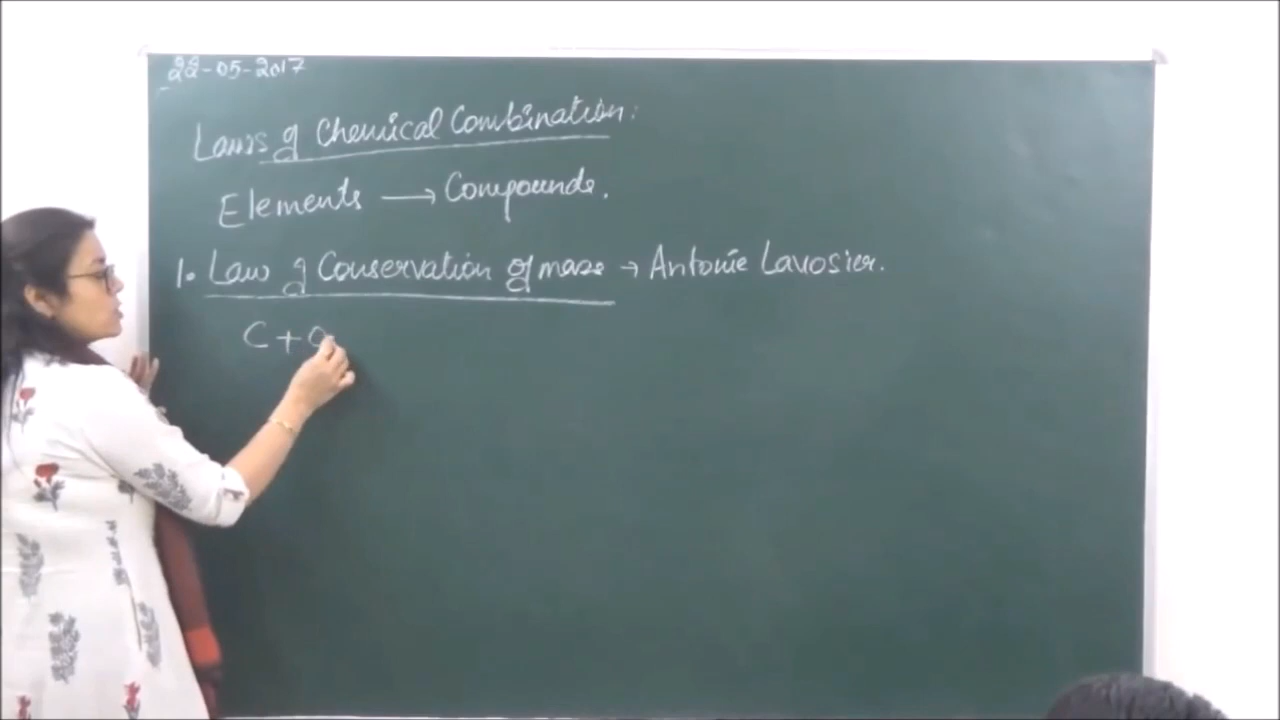 22-05-2017
Laws of Chemical Combination:
Elements → Compounds.
1. Law of Conservation of mass → Antonie Lavosier.
C + O